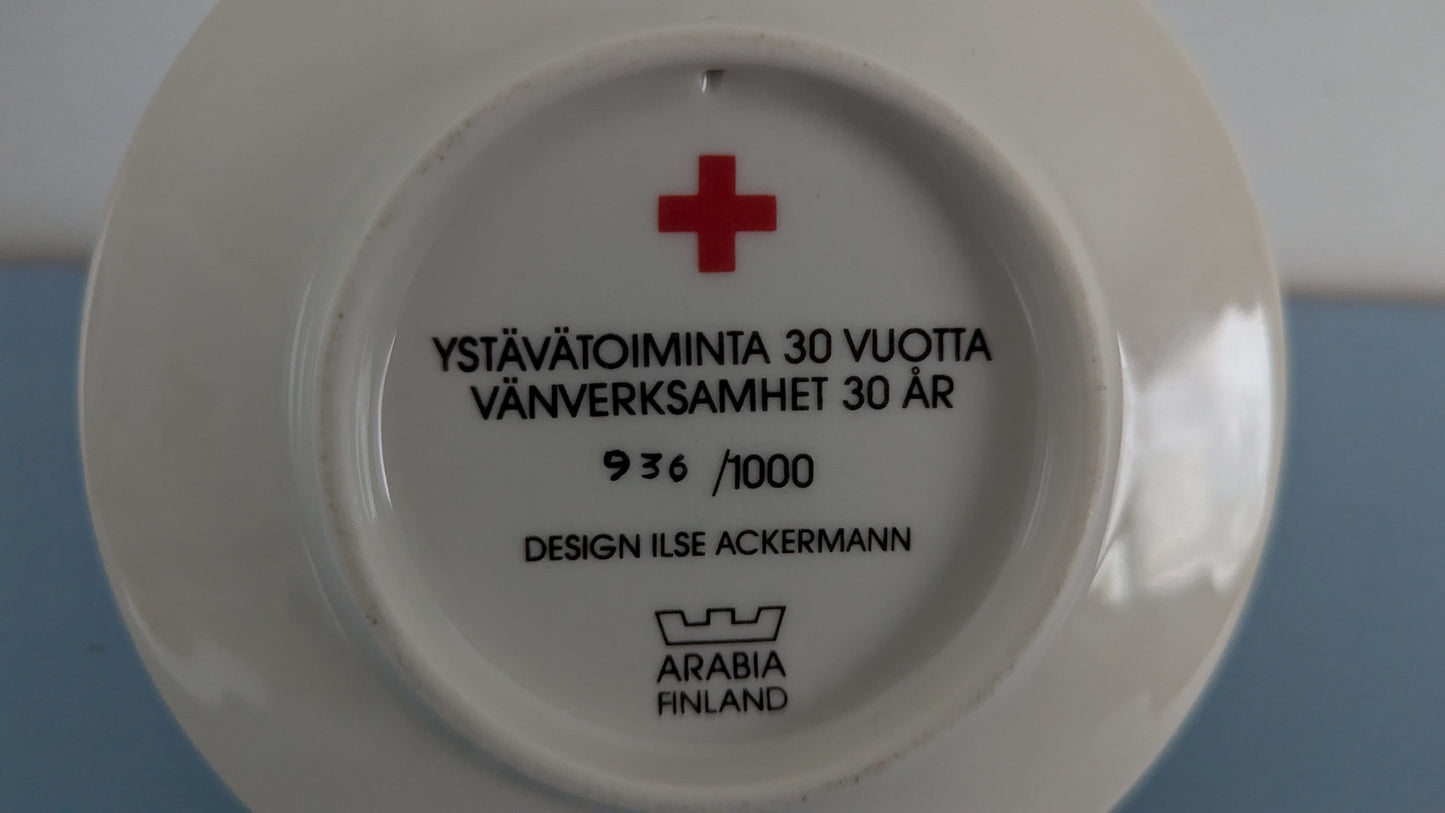 YSTÄVÄTOIMINTA 30 VUOTTA
VÄNVERKSAMHET 30 ÅR
936 /1000
DESIGN ILSE ACKERMANN
ARABIA
FINLAND